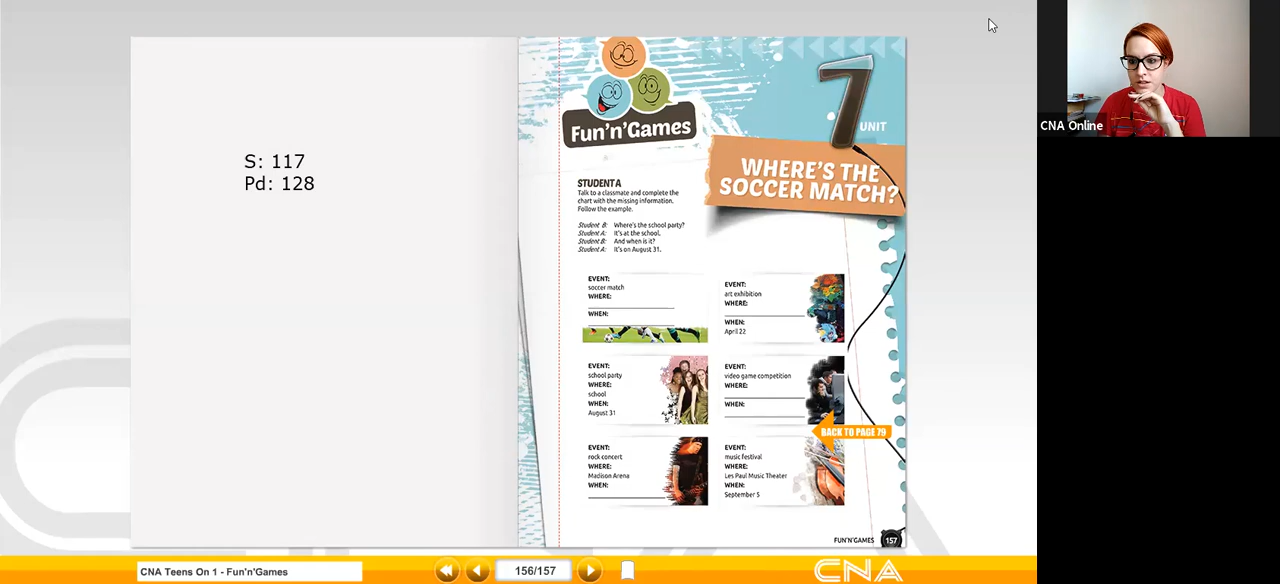 S: 117
Pd: 128
Fun'n'Games
7
UNIT
WHERE'S THE
SOCCER MATCH?
STUDENT A
Talk to a classmate and complete the
chart with the missing information.
Follow the example.
Student B: Where's the school party?
Student A: It's at the school.
Student B: And when is it?
Student A: It's on August 31.
EVENT:
soccer match
WHERE:
WHEN:
EVENT:
art exhibition
WHERE:
WHEN:
April 22
EVENT:
school party
WHERE:
school
WHEN:
August 31
EVENT:
video game competition
WHERE:
WHEN:
BACK TO PAGE 79
EVENT:
rock concert
WHERE:
Madison Arena
WHEN:
EVENT:
music festival
WHERE:
Les Paul Music Theater
WHEN:
September 5
FUN'N'GAMES 157
CNA Online
CNA Teens On 1 - Fun'n'Games
156/157
CNA